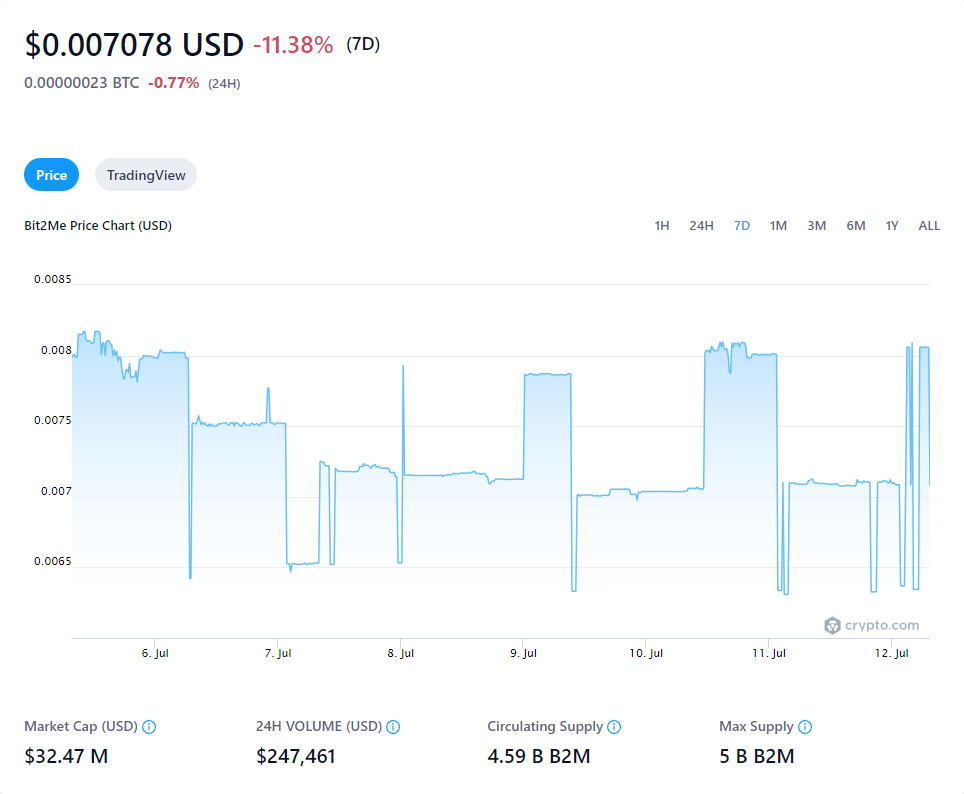 $0.007078 USD -11.38% (7D)
0.00000023 BTC -0.77% (24H)
Price TradingView
Bit2Me Price Chart (USD) 1H 24H 7D 1M 3M 6M 1Y ALL
0.0085
0.008
0.0075
0.007
0.0065
crypto.com
6. Jul 7. Jul 8. Jul 9. Jul 10. Jul 11. Jul 12. Jul
Market Cap (USD) 24H VOLUME (USD) Circulating Supply Max Supply
$32.47 M $247,461 4.59 B B2M 5 B B2M